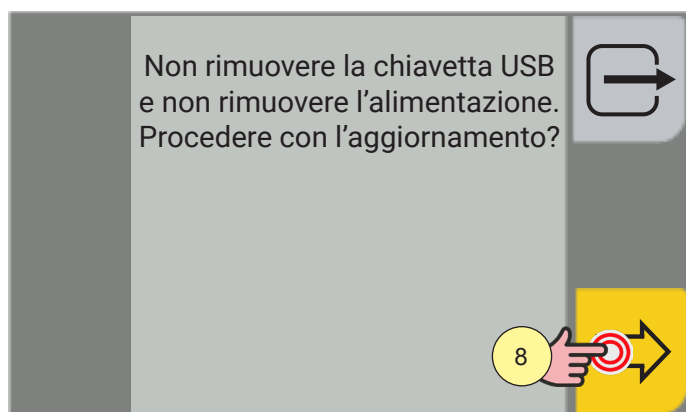 Non rimuovere la chiavetta USB
e non rimuovere l’alimentazione.
Procedere con l’aggiornamento?
8